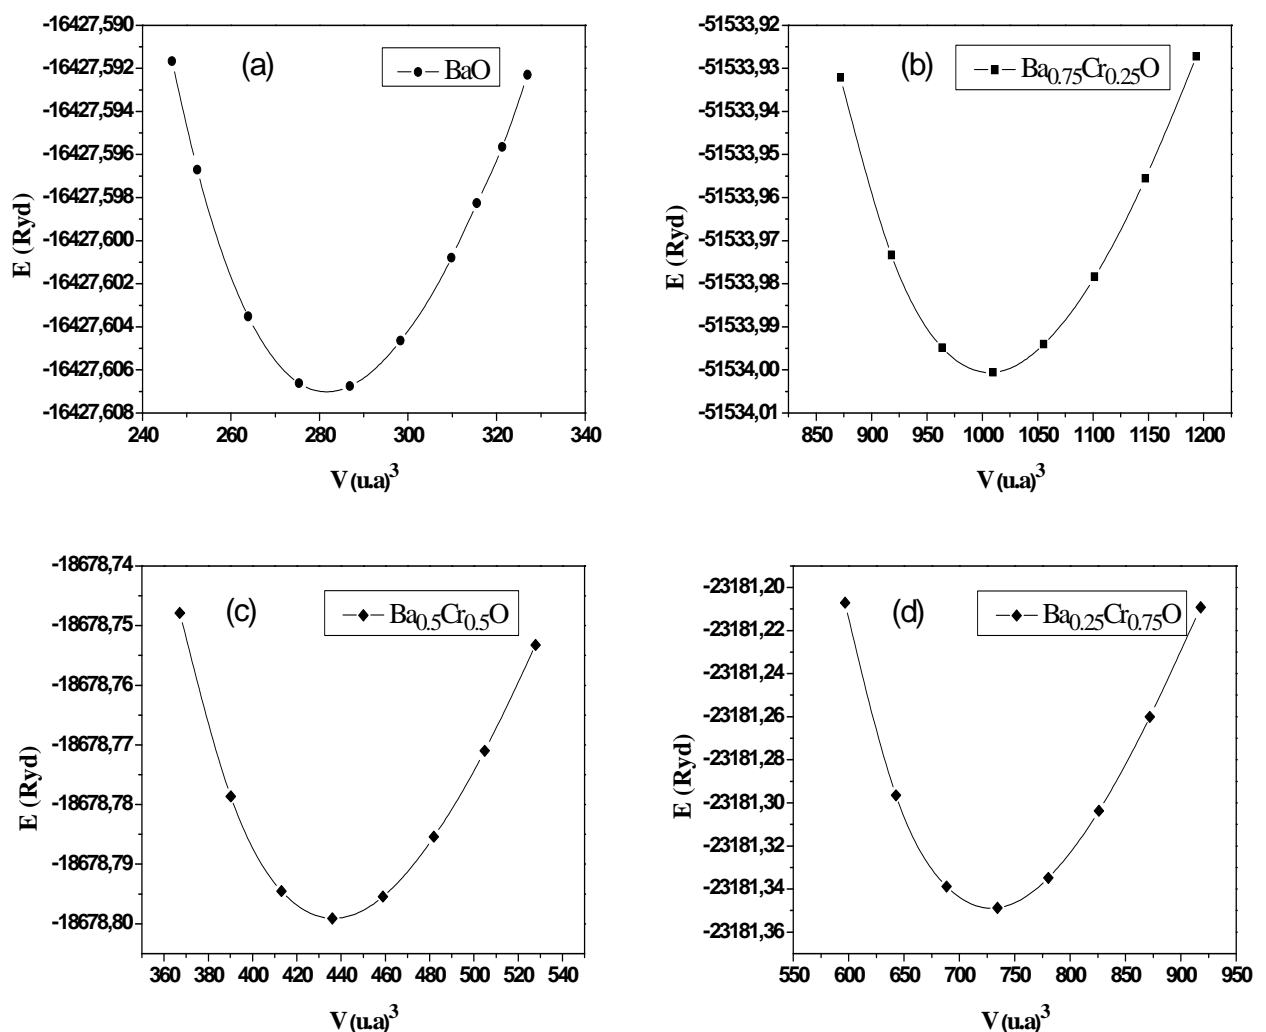 (a)
BaO
-16427,590
-16427,592
-16427,594
-16427,596
-16427,598
-16427,600
-16427,602
-16427,604
-16427,606
-16427,608
E (Ryd)
240 260 280 300 320 340
V(u.a)³
(b)
Ba₀.₇₅Cr₀.₂₅O
-51533,92
-51533,93
-51533,94
-51533,95
-51533,96
-51533,97
-51533,98
-51533,99
-51534,00
-51534,01
E (Ryd)
850 900 950 1000 1050 1100 1150 1200
V(u.a)³
(c)
Ba₀.₅Cr₀.₅O
-18678,74
-18678,75
-18678,76
-18678,77
-18678,78
-18678,79
-18678,80
E (Ryd)
360 380 400 420 440 460 480 500 520 540
V(u.a)³
(d)
Ba₀.₂₅Cr₀.₇₅O
-23181,20
-23181,22
-23181,24
-23181,26
-23181,28
-23181,30
-23181,32
-23181,34
-23181,36
E (Ryd)
550 600 650 700 750 800 850 900 950
V(u.a)³